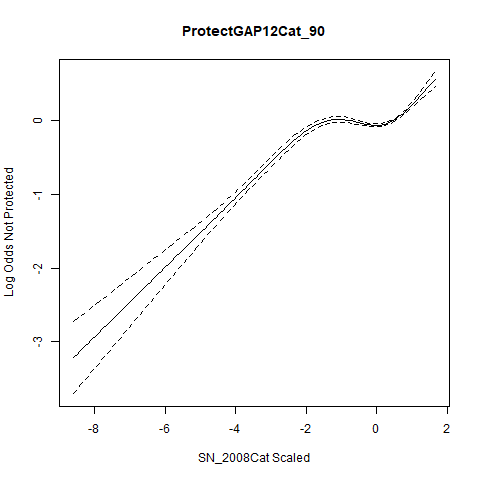 ProtectGAP12Cat_90
Log Odds Not Protected
0
-1
-2
-3
-8 -6 -4 -2 0 2
SN_2008Cat Scaled